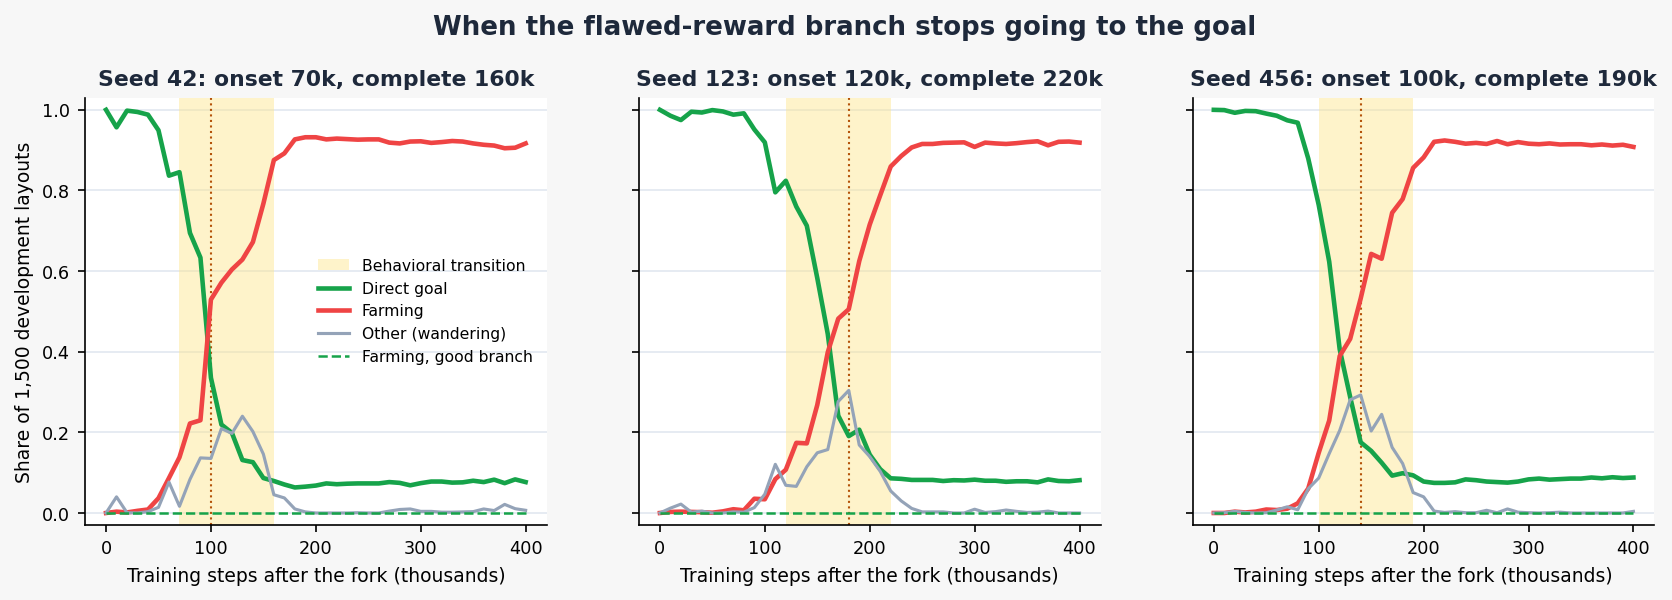 When the flawed-reward branch stops going to the goal
Seed 42: onset 70k, complete 160k
Seed 123: onset 120k, complete 220k
Seed 456: onset 100k, complete 190k
Share of 1,500 development layouts
1.0
0.8
0.6
0.4
0.2
0.0
Behavioral transition
Direct goal
Farming
Other (wandering)
Farming, good branch
0 100 200 300 400
0 100 200 300 400
0 100 200 300 400
Training steps after the fork (thousands)
Training steps after the fork (thousands)
Training steps after the fork (thousands)